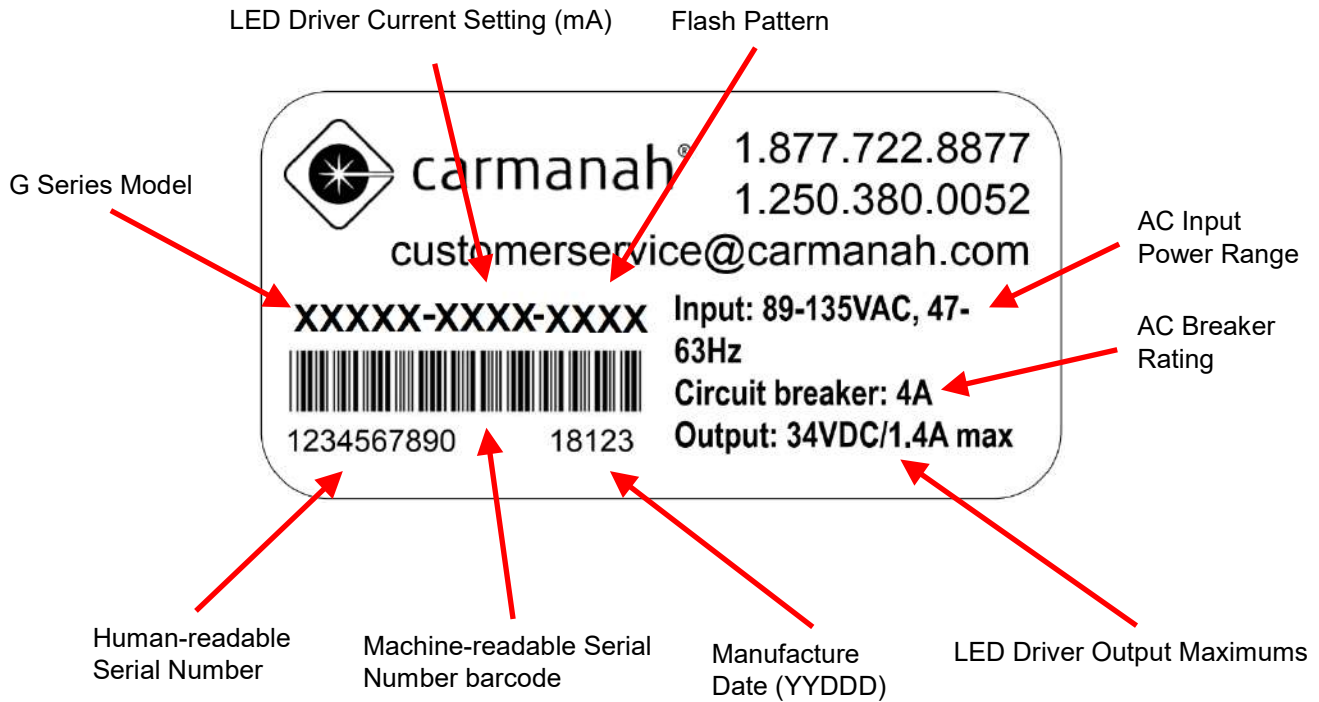 LED Driver Current Setting (mA)
Flash Pattern
carmanah®
1.877.722.8877
1.250.380.0052
customerservice@carmanah.com
G Series Model
AC Input
Power Range
XXXXX-XXXX-XXXX
Input: 89-135VAC, 47-
63Hz
AC Breaker
Rating
Circuit breaker: 4A
1234567890
18123
Output: 34VDC/1.4A max
Human-readable
Serial Number
Machine-readable Serial
Number barcode
Manufacture
Date (YYDDD)
LED Driver Output Maximums